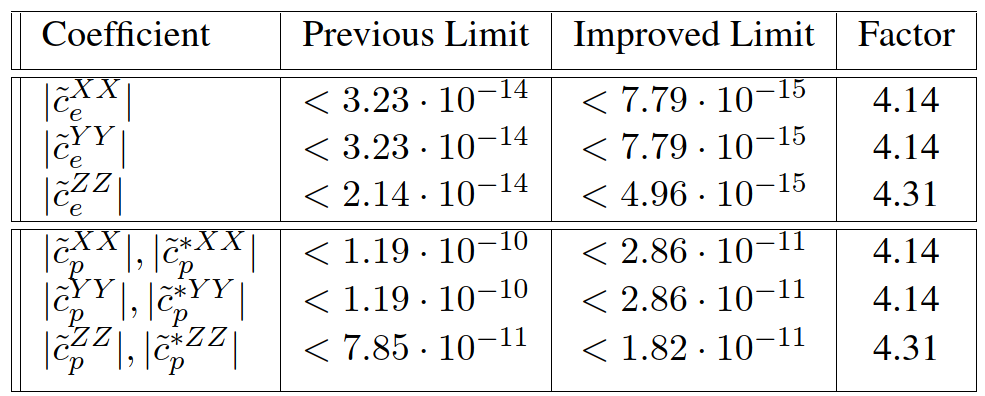 Coefficient Previous Limit Improved Limit Factor
|c̃_e^{XX}| < 3.23 · 10^{−14} < 7.79 · 10^{−15} 4.14
|c̃_e^{YY}| < 3.23 · 10^{−14} < 7.79 · 10^{−15} 4.14
|c̃_e^{ZZ}| < 2.14 · 10^{−14} < 4.96 · 10^{−15} 4.31
|c̃_p^{XX}|, |c̃_p^{*XX}| < 1.19 · 10^{−10} < 2.86 · 10^{−11} 4.14
|c̃_p^{YY}|, |c̃_p^{*YY}| < 1.19 · 10^{−10} < 2.86 · 10^{−11} 4.14
|c̃_p^{ZZ}|, |c̃_p^{*ZZ}| < 7.85 · 10^{−11} < 1.82 · 10^{−11} 4.31